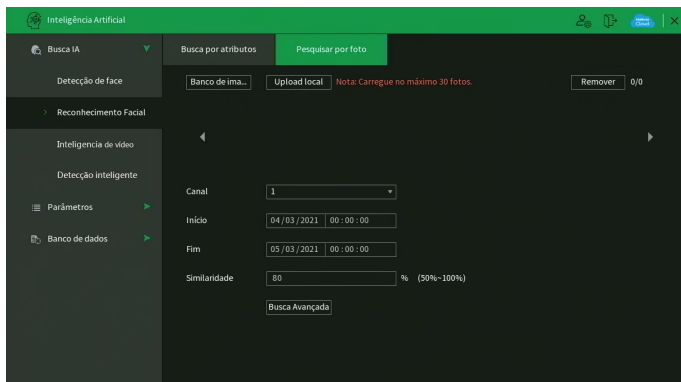 Inteligência Artificial
Busca IA
Detecção de face
Reconhecimento Facial
Inteligencia de vídeo
Detecção inteligente
Parâmetros
Banco de dados
Busca por atributos Pesquisar por foto
Banco de ima... Upload local Nota: Carregue no máximo 30 fotos. Remover 0/0
Canal 1
Início 04/03/2021 00:00:00
Fim 05/03/2021 00:00:00
Similaridade 80 % (50%~100%)
Busca Avançada